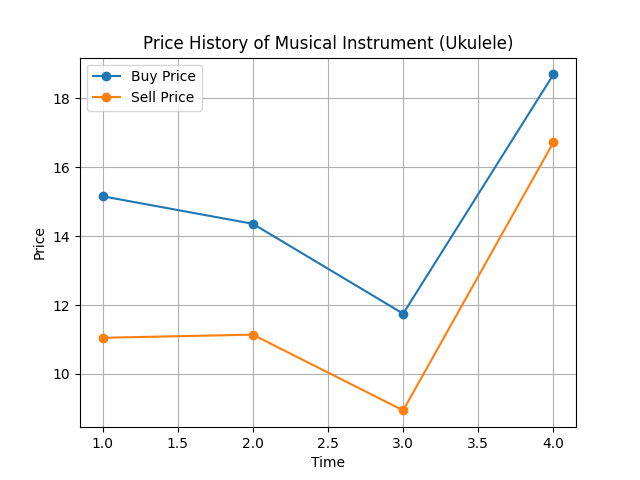 Price History of Musical Instrument (Ukulele)
Buy Price
Sell Price
18
16
14
12
10
Price
1.0 1.5 2.0 2.5 3.0 3.5 4.0
Time